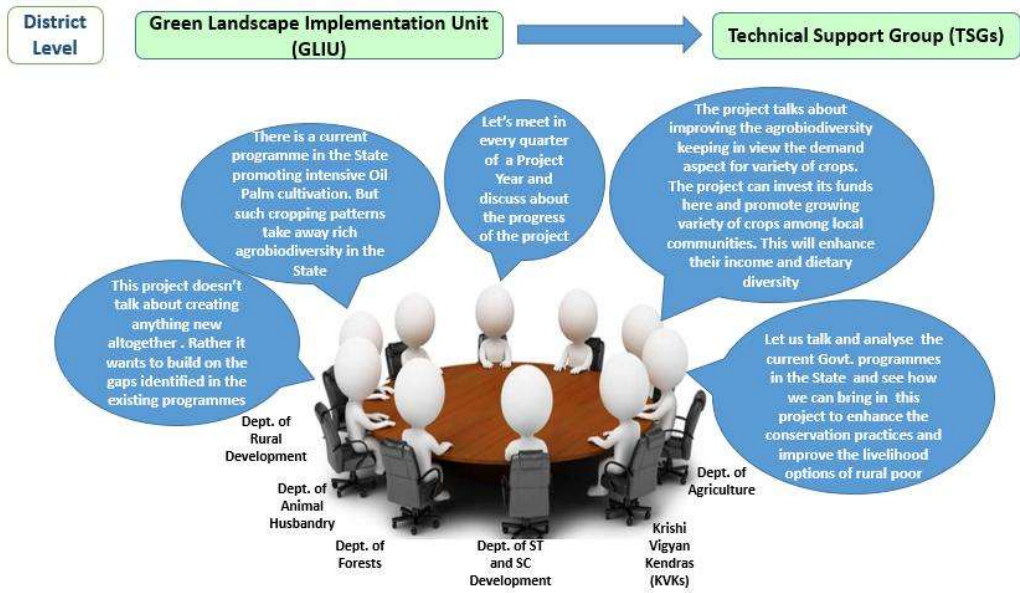 District
Level
Green Landscape Implementation Unit
(GLIU)
Technical Support Group (TSGs)
There is a current
programme in the State
promoting intensive Oil
Palm cultivation. But
such cropping patterns
take away rich
agrobiodiversity in the
State
Let's meet in
every quarter
of a Project
Year and
discuss about
the progress
of the project
The project talks about
improving the agrobiodiversity
keeping in view the demand
aspect for variety of crops.
The project can invest its funds
here and promote growing
variety of crops among local
communities. This will enhance
their income and dietary
diversity
This project doesn't
talk about creating
anything new
altogether . Rather it
wants to build on the
gaps identified in the
existing programmes
Let us talk and analyse the
current Govt. programmes
in the State and see how
we can bring in this
project to enhance the
conservation practices and
improve the livelihood
options of rural poor
Dept. of
Rural
Development
Dept. of
Animal
Husbandry
Dept. of
Forests
Dept. of ST
and SC
Development
Krishi
Vigyan
Kendras
(KVKs)
Dept. of
Agriculture